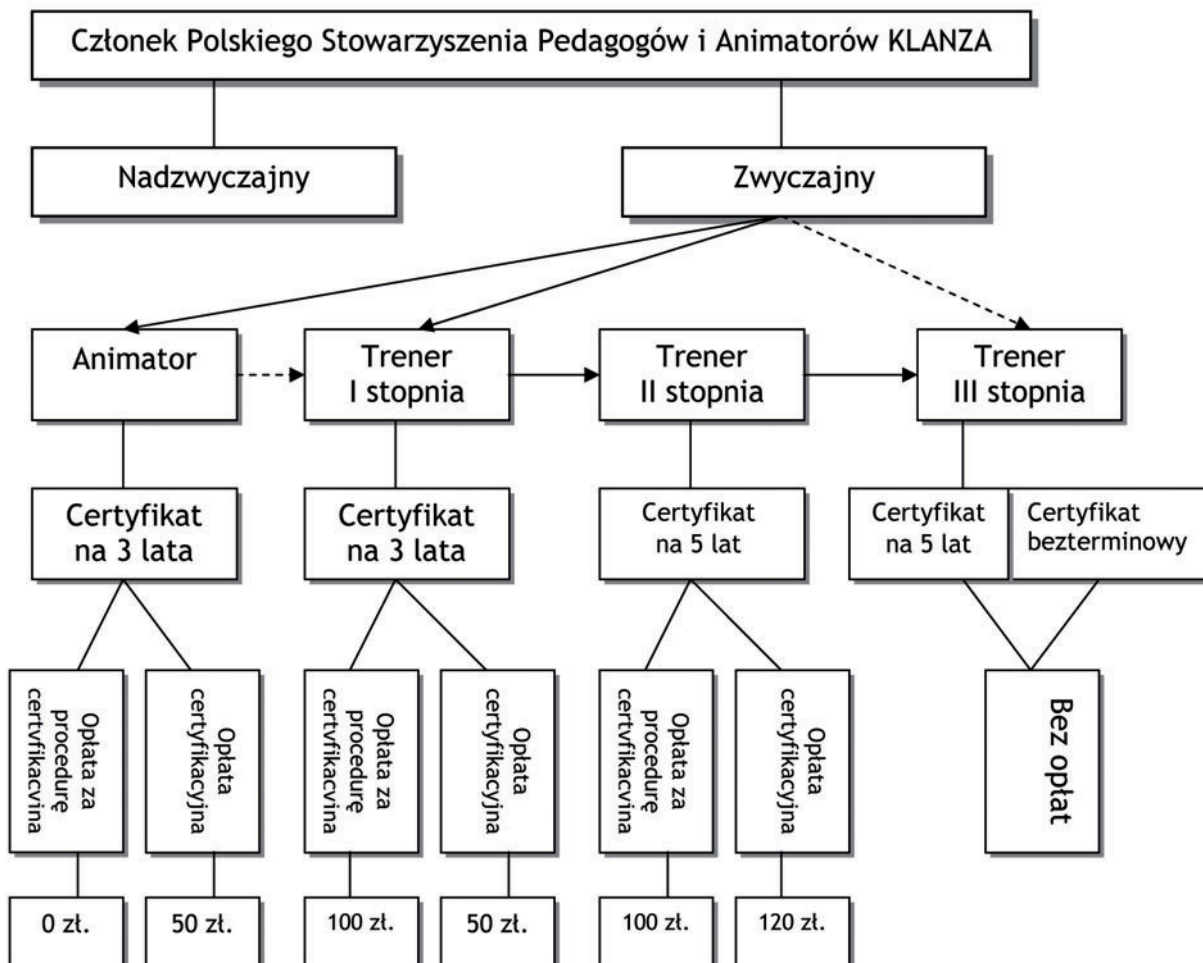 Członek Polskiego Stowarzyszenia Pedagogów i Animatorów KLANZA
Nadzwyczajny
Zwyczajny
Animator
Trener
I stopnia
Trener
II stopnia
Trener
III stopnia
Certyfikat
na 3 lata
Certyfikat
na 3 lata
Certyfikat
na 5 lat
Certyfikat
na 5 lat
Certyfikat
bezterminowy
Opłata za
procedurę
certyfikacyjną
Opłata
certyfikacyjna
Opłata za
procedurę
certyfikacyjną
Opłata
certyfikacyjna
Opłata za
procedurę
certyfikacyjną
Opłata
certyfikacyjna
Bez opłat
0 zł.
50 zł.
100 zł.
50 zł.
100 zł.
120 zł.